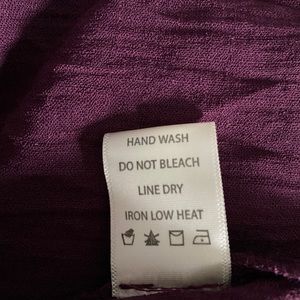 HAND WASH
DO NOT BLEACH
LINE DRY
IRON LOW HEAT